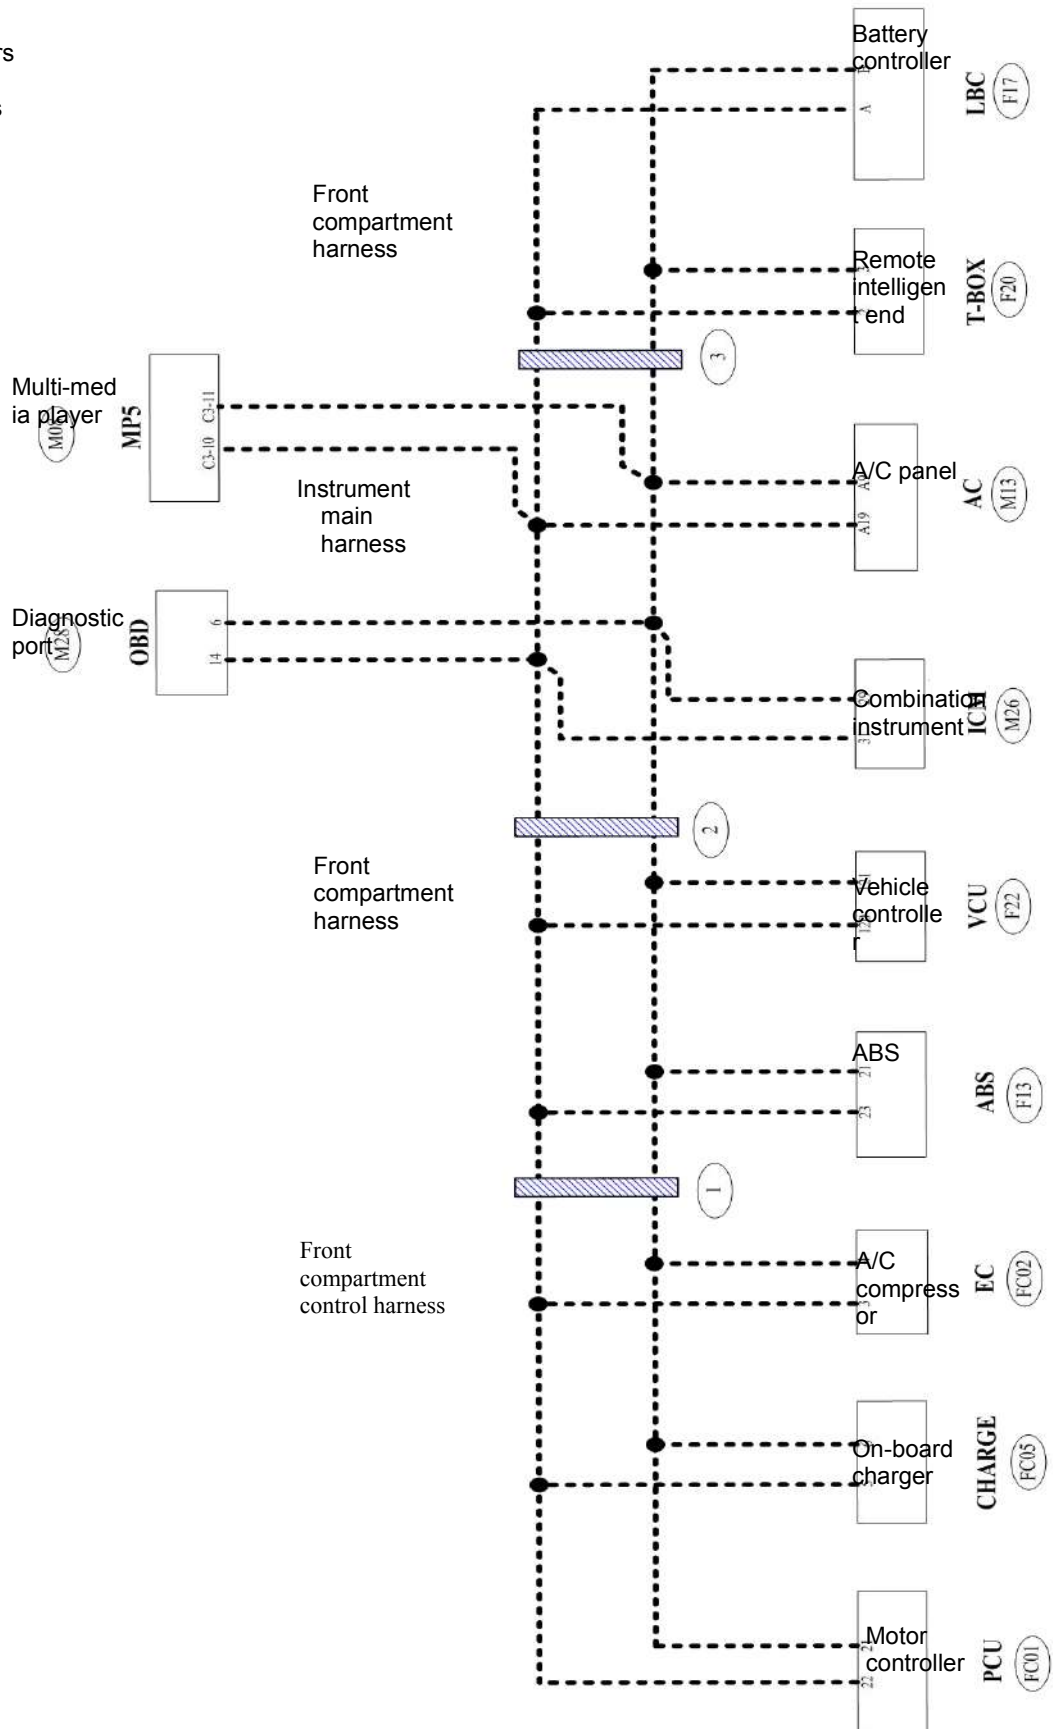 rs
s
Battery
controller
A
LBC
F17
Front
compartment
harness
Remote
intelligen
t end
T-BOX
F20
3
Multi-med
ia player
MP5
C3-11
C3-10
A/C panel
A19
AC
M13
Instrument
main
harness
Diagnostic
port
M28
OBD
6
14
Combination
instrument
ICM
M26
2
Front
compartment
harness
Vehicle
controlle
r
VCU
F22
ABS
21
23
ABS
F13
1
Front
compartment
control harness
A/C
compress
or
EC
FC02
On-board
charger
CHARGE
FC05
Motor
controller
22
PCU
FC01